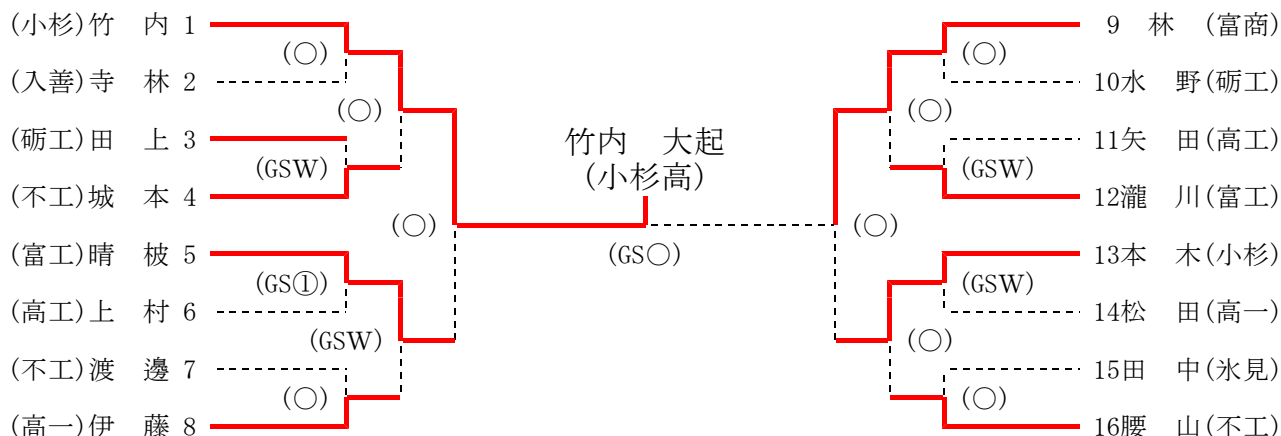 (小杉)竹　内 1
(○)
(入善)寺　林 2
(○)
(砺工)田　上 3
(GSW)
(不工)城　本 4
(○)
(富工)晴　柀 5
(GS①)
(高工)上　村 6
(GSW)
(不工)渡　邊 7
(○)
(高一)伊　藤 8
竹内　大起
(小杉高)
(GS○)
9　林　(富商)
(○)
10水　野(砺工)
(○)
11矢　田(高工)
(GSW)
12瀧　川(富工)
(○)
13本　木(小杉)
(GSW)
14松　田(高一)
(○)
15田　中(氷見)
(○)
16腰　山(不工)